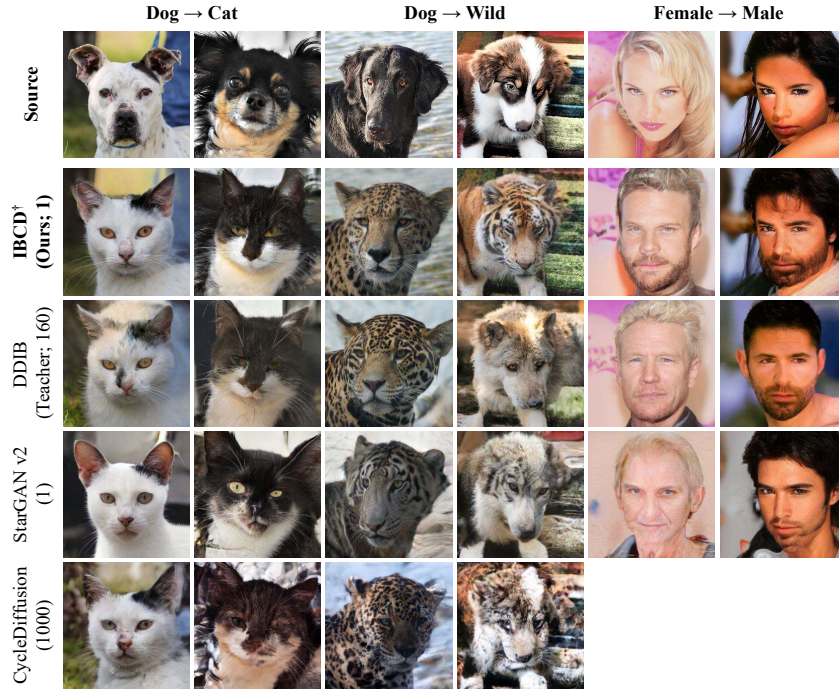 Dog → Cat
Dog → Wild
Female → Male
Source
IBCD†
(Ours; 1)
DDIB
(Teacher; 160)
StarGAN v2
(1)
CycleDiffusion
(1000)